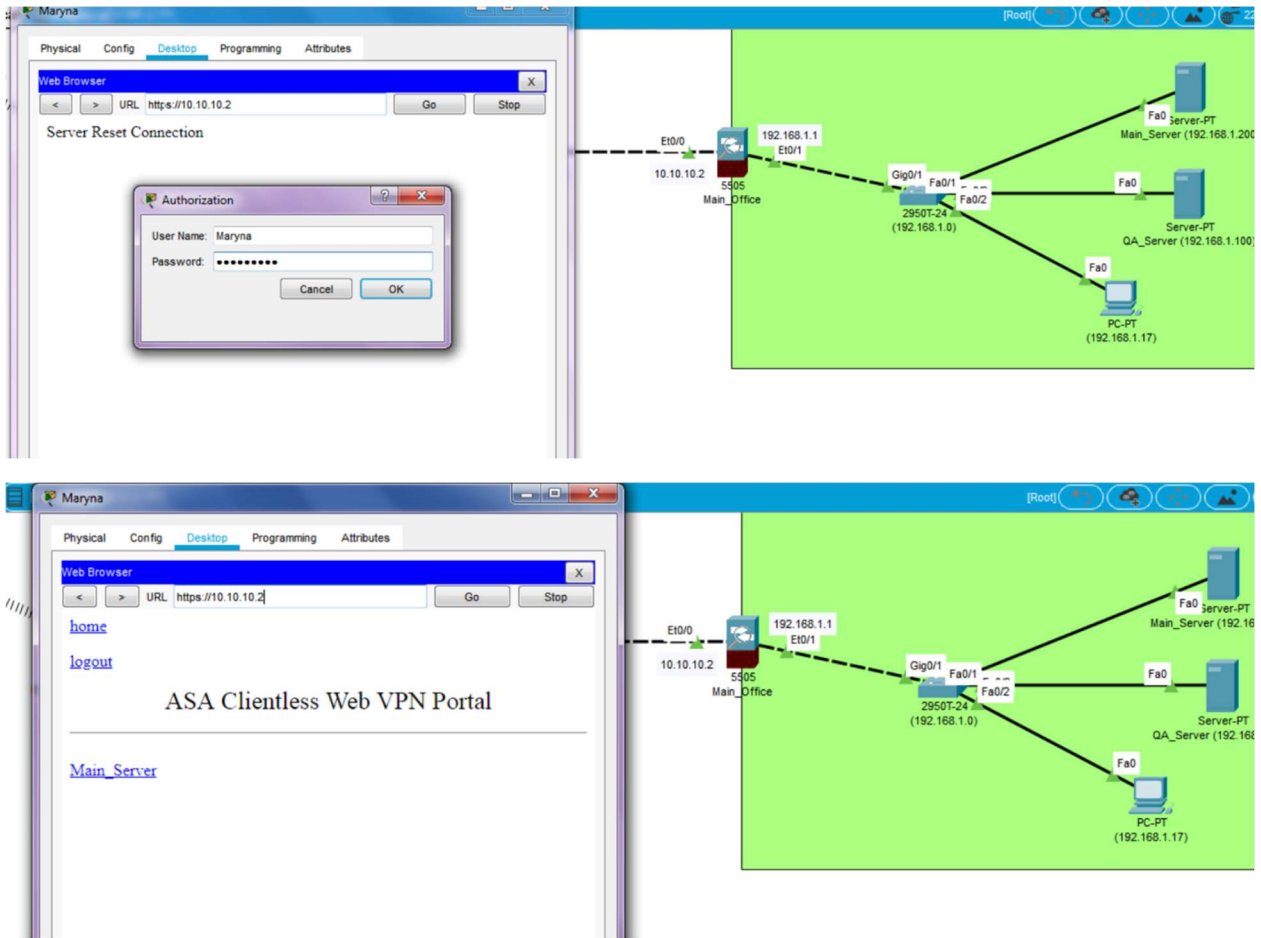 Maryna
[Root]
22
Physical Config Desktop Programming Attributes
Web Browser X
< > URL https://10.10.10.2 Go Stop
Server Reset Connection
Authorization
User Name: Maryna
Password: •••••••••
Cancel OK
Et0/0
10.10.10.2
192.168.1.1
Et0/1
5505
Main_Office
Gig0/1
Fa0/1
Fa0/2
2950T-24
(192.168.1.0)
Fa0
Server-PT
Main_Server (192.168.1.200
Fa0
Server-PT
QA_Server (192.168.1.100)
Fa0
PC-PT
(192.168.1.17)
Maryna
[Root]
Physical Config Desktop Programming Attributes
Web Browser X
< > URL https://10.10.10.2 Go Stop
home
logout
ASA Clientless Web VPN Portal
Main_Server
Et0/0
10.10.10.2
192.168.1.1
Et0/1
5505
Main_Office
Gig0/1
Fa0/1
Fa0/2
2950T-24
(192.168.1.0)
Fa0
Server-PT
Main_Server (192.16
Fa0
Server-PT
QA_Server (192.168
Fa0
PC-PT
(192.168.1.17)